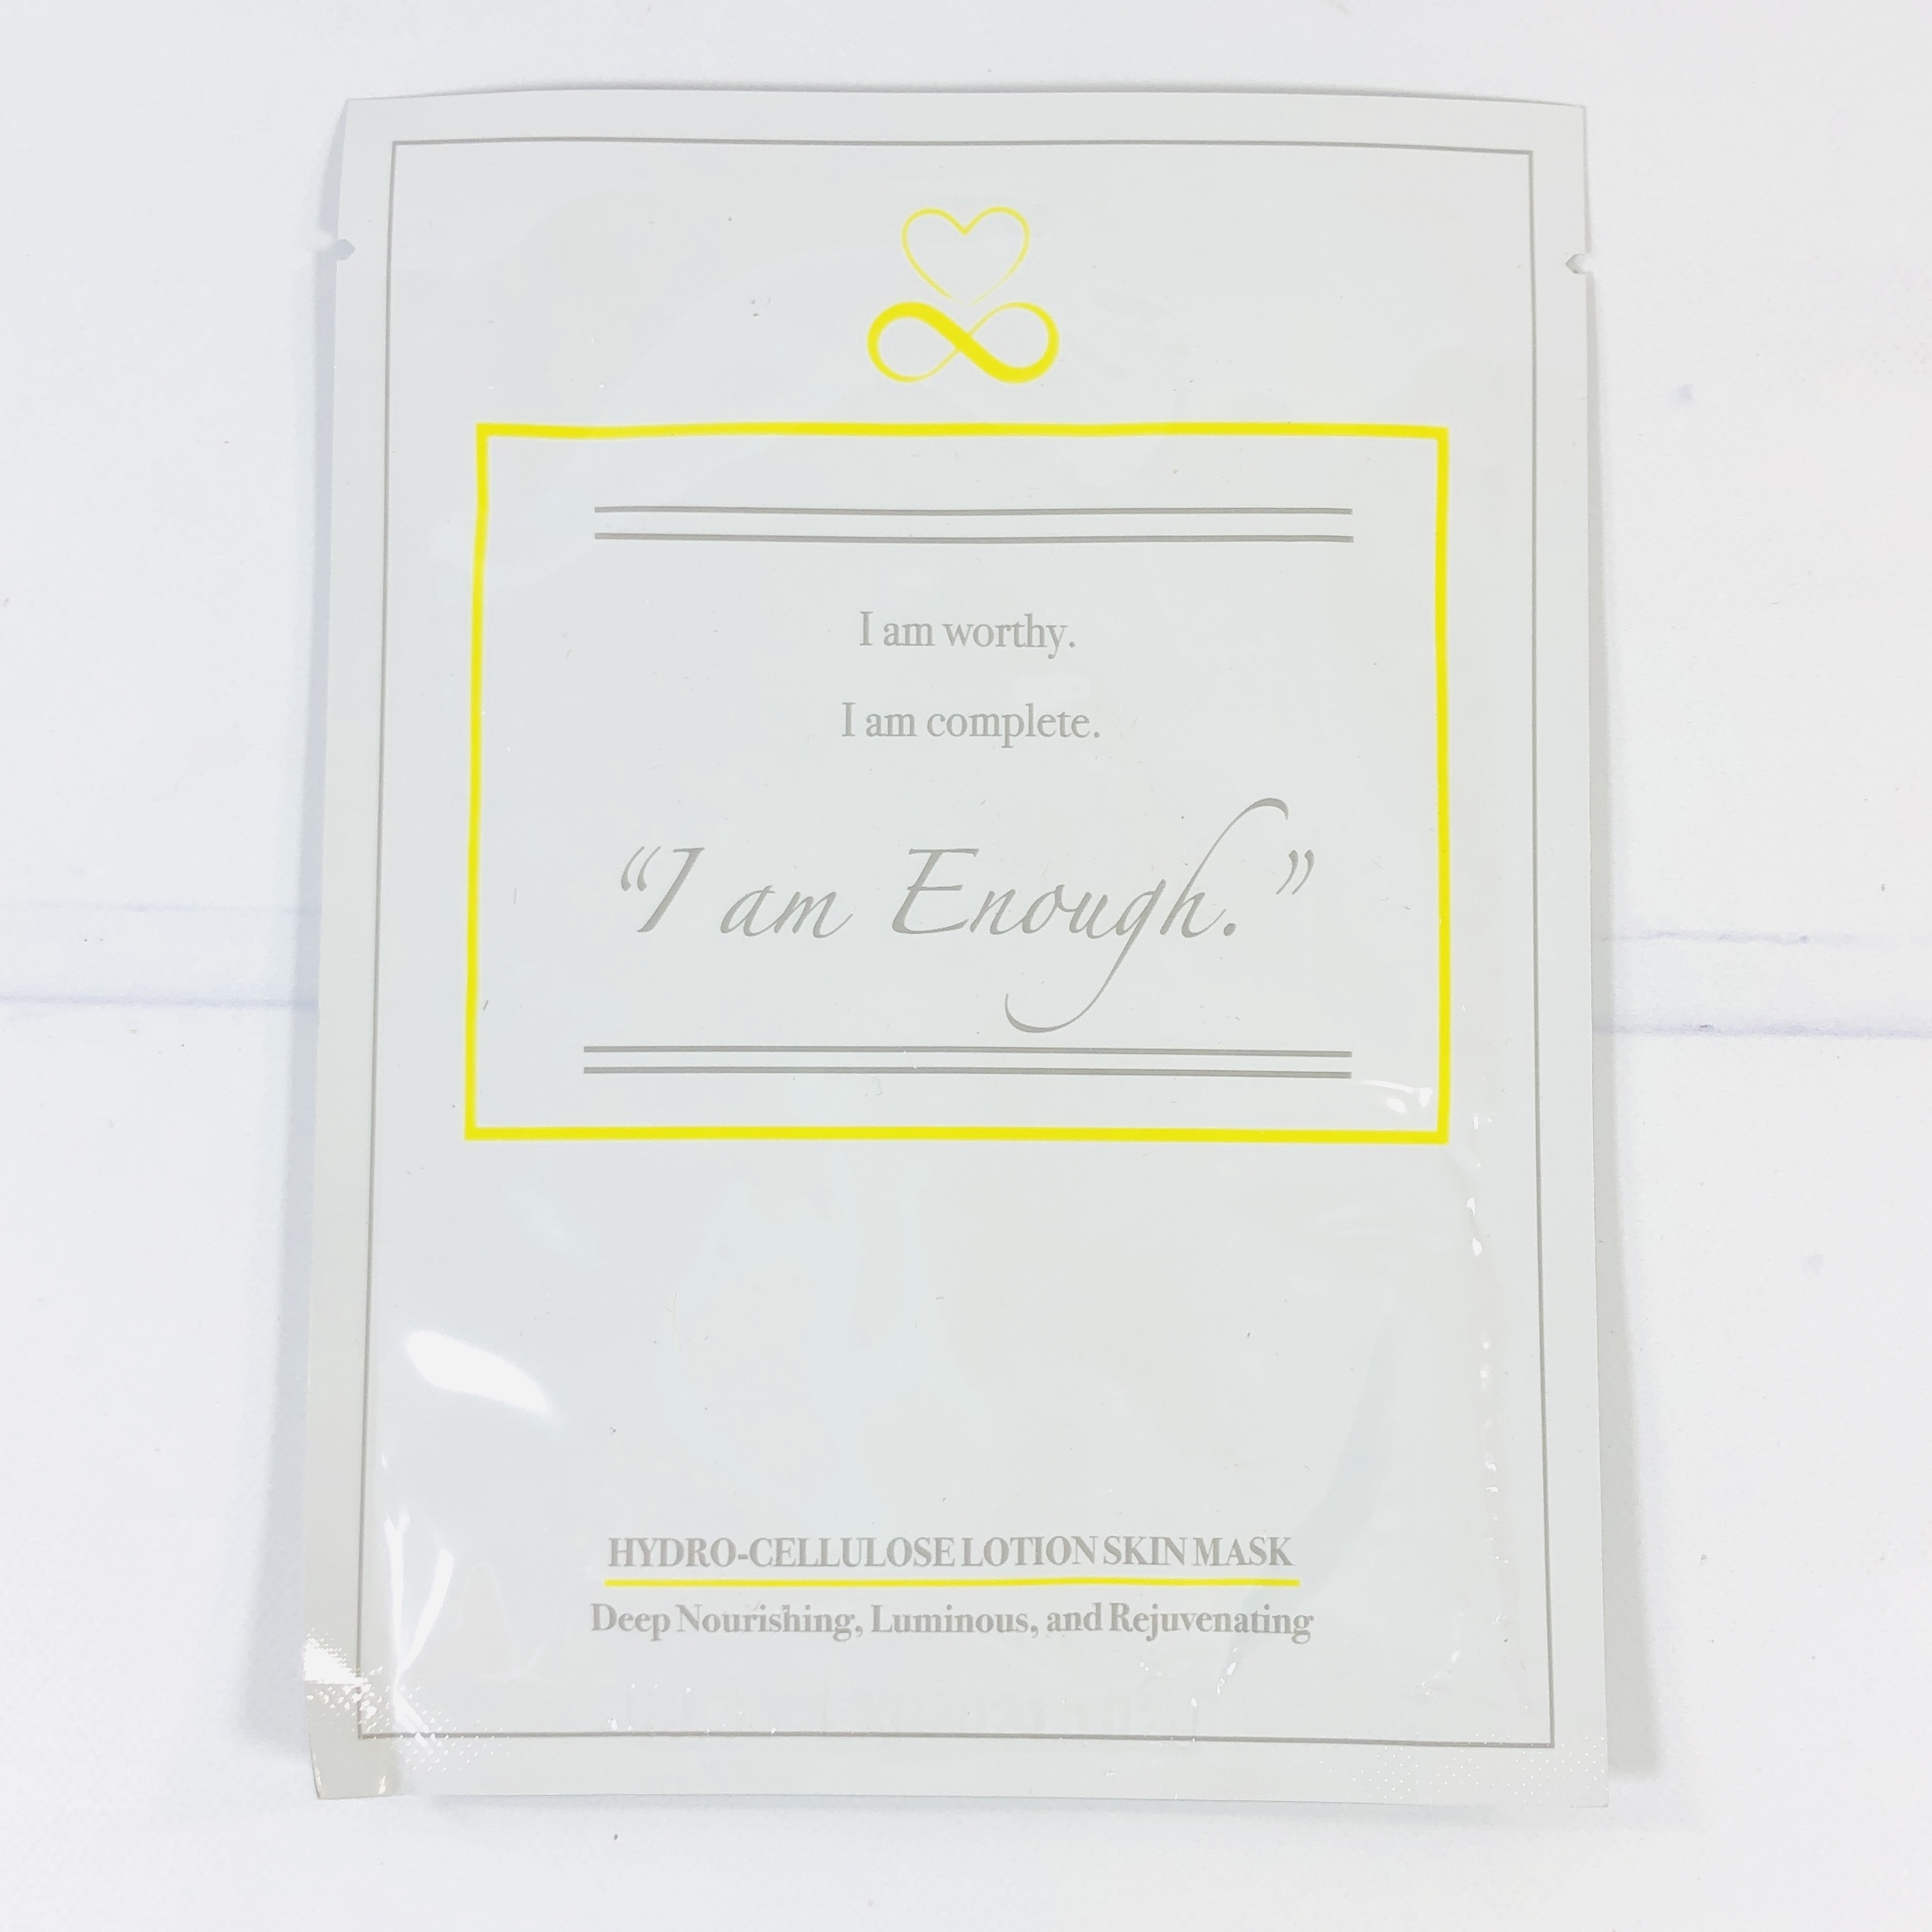 I am worthy.
I am complete.
“I am Enough.”
HYDRO-CELLULOSE LOTION SKIN MASK
Deep Nourishing, Luminous, and Rejuvenating